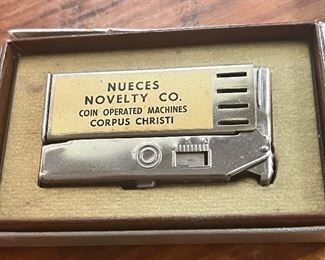 NUECES
NOVELTY CO.
COIN OPERATED MACHINES
CORPUS CHRISTI